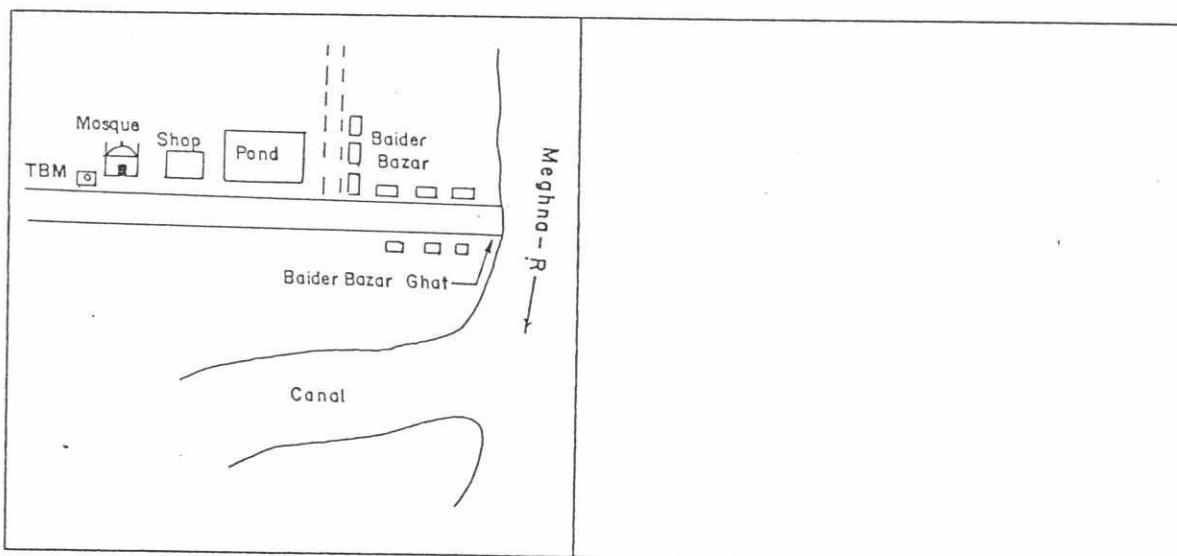 Mosque
Shop
Pond
Baider
Bazar
TBM
Meghna-R
Baider Bazar Ghat
Canal